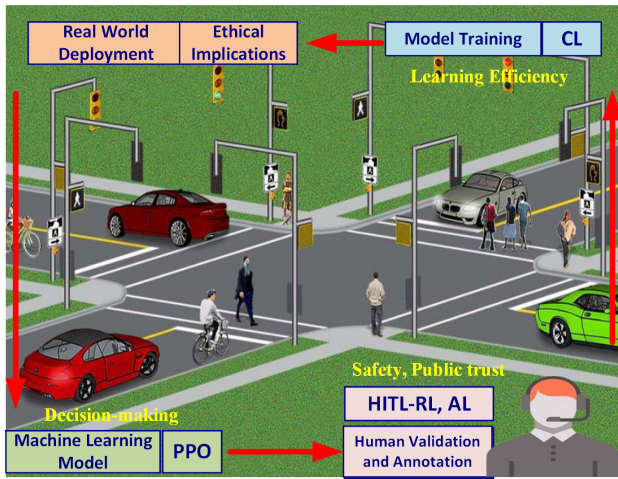 Real World
Deployment
Ethical
Implications
Model Training
CL
Learning Efficiency
Safety, Public trust
Decision-making
HITL-RL, AL
Machine Learning
Model
PPO
Human Validation
and Annotation